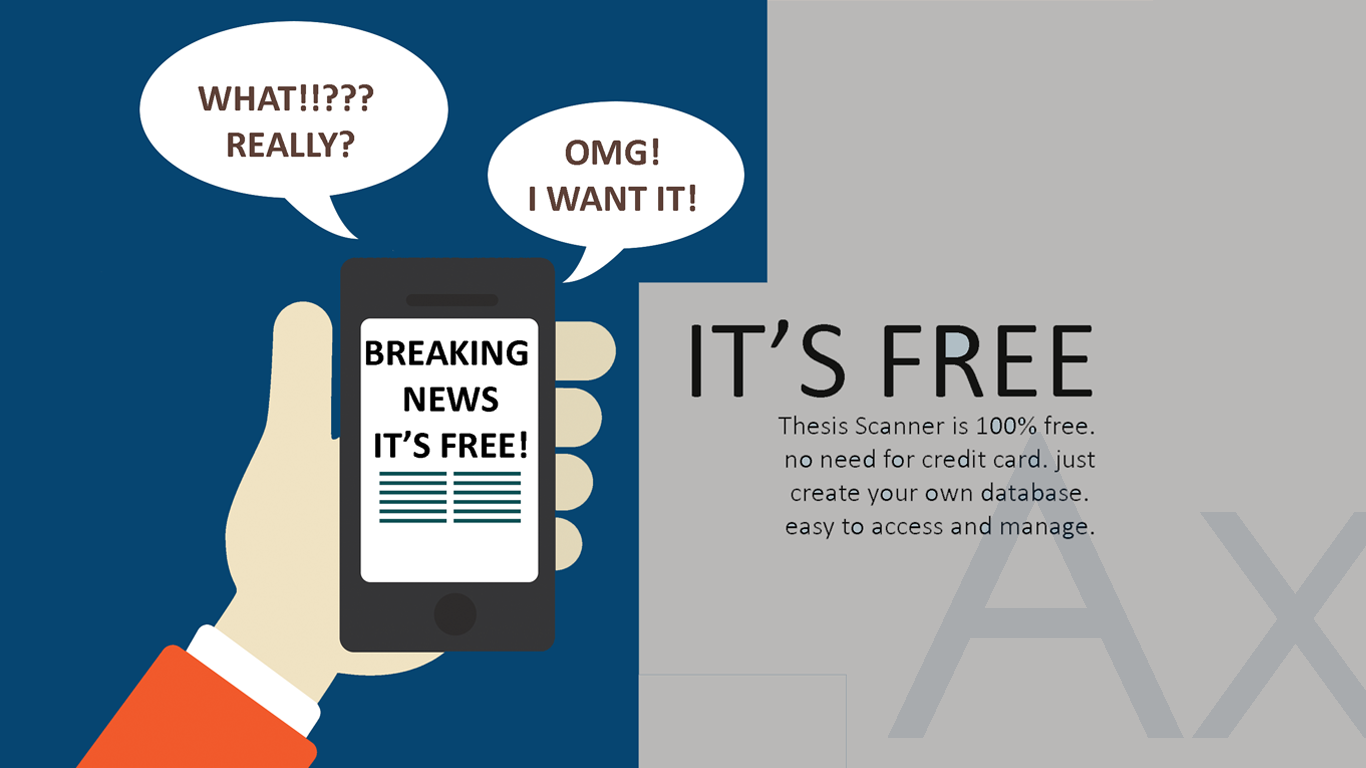 WHAT!!???
REALLY?
OMG!
I WANT IT!
BREAKING
NEWS
IT'S FREE!
IT'S FREE
Thesis Scanner is 100% free.
no need for credit card. just
create your own database.
easy to access and manage.
Ax